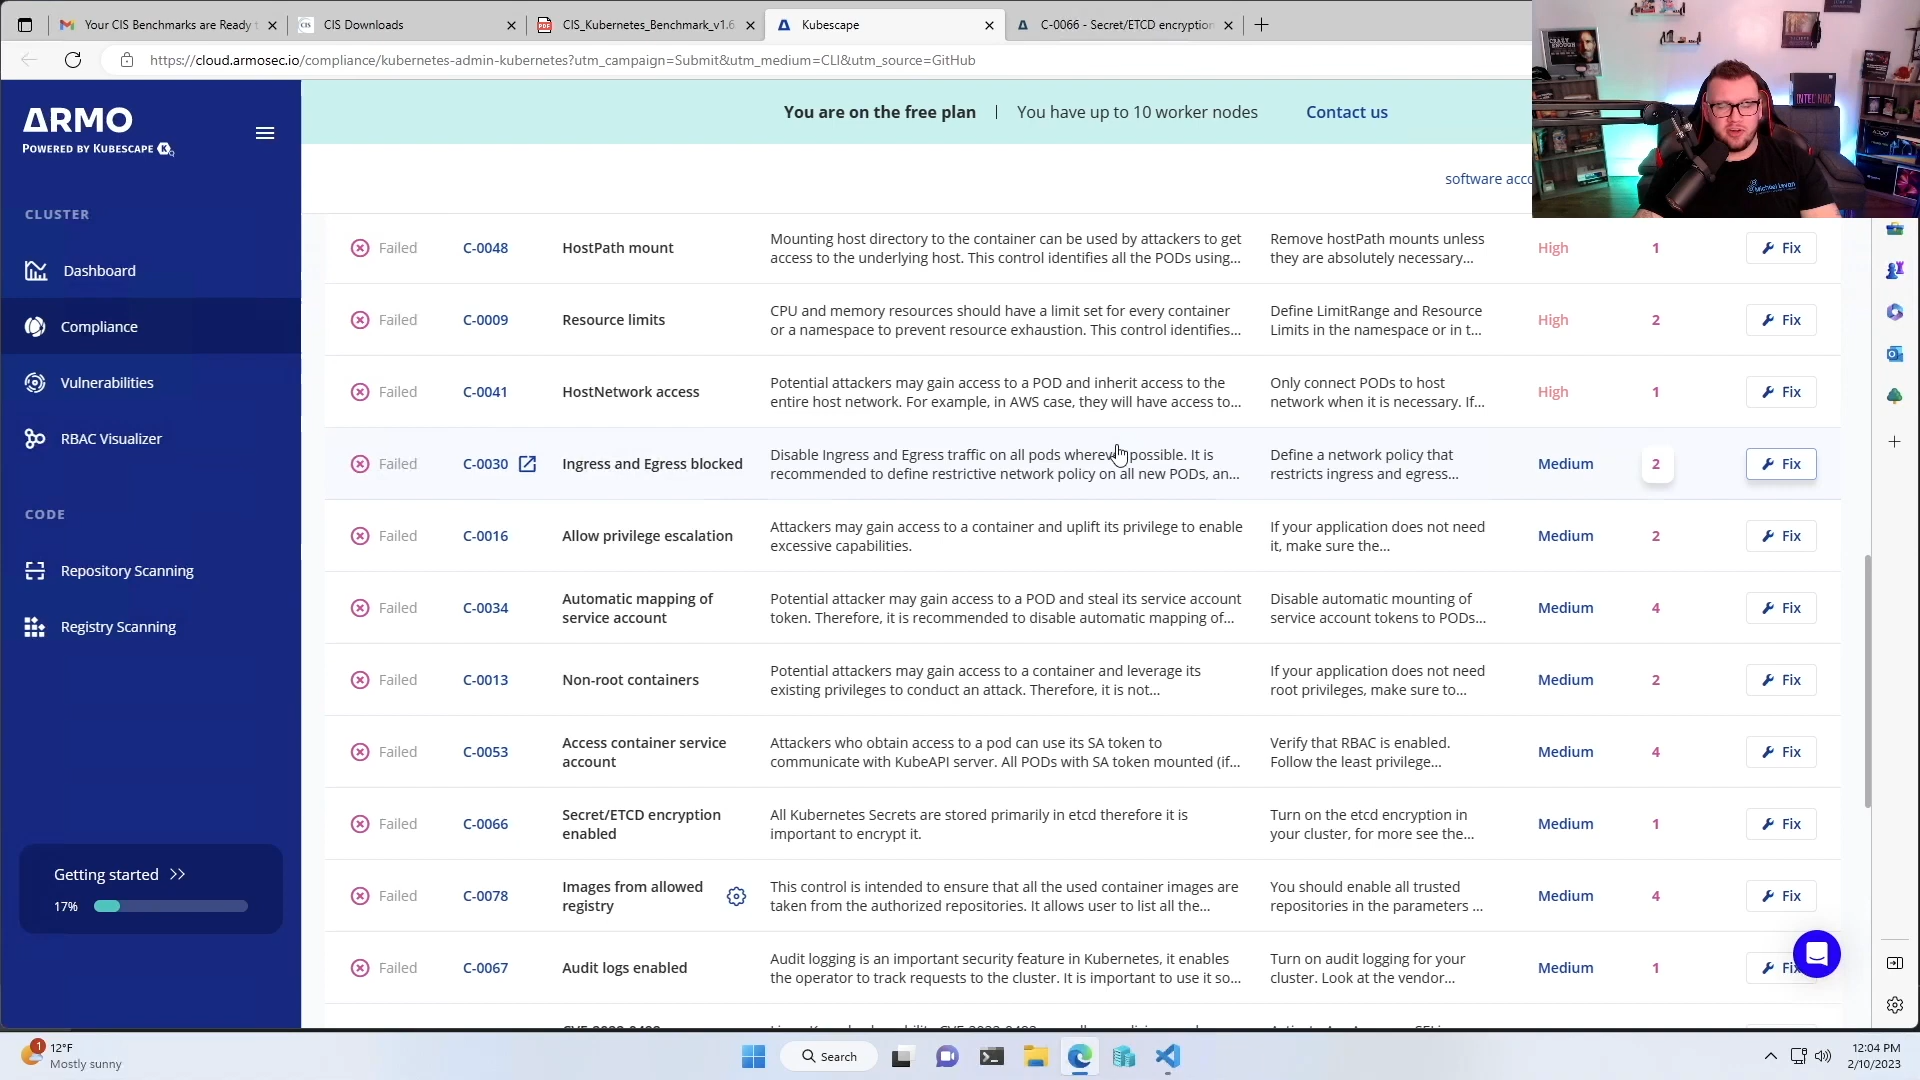 Your CIS Benchmarks are Ready
CIS Downloads
CIS_Kubernetes_Benchmark_v1.6
Kubescape
C-0066 - Secret/ETCD encryption
https://cloud.armosec.io/compliance/kubernetes-admin-kubernetes?utm_campaign=Submit&utm_medium=CLI&utm_source=GitHub
ARMO
POWERED BY KUBESCAPE
You are on the free plan | You have up to 10 worker nodes Contact us
software acco
CLUSTER
Dashboard
Compliance
Vulnerabilities
RBAC Visualizer
CODE
Repository Scanning
Registry Scanning
Getting started >>
17%
Failed C-0048 HostPath mount
Mounting host directory to the container can be used by attackers to get
access to the underlying host. This control identifies all the PODs using...
Remove hostPath mounts unless
they are absolutely necessary...
High 1 Fix
Failed C-0009 Resource limits
CPU and memory resources should have a limit set for every container
or a namespace to prevent resource exhaustion. This control identifies...
Define LimitRange and Resource
Limits in the namespace or in t...
High 2 Fix
Failed C-0041 HostNetwork access
Potential attackers may gain access to a POD and inherit access to the
entire host network. For example, in AWS case, they will have access to...
Only connect PODs to host
network when it is necessary. If...
High 1 Fix
Failed C-0030 Ingress and Egress blocked
Disable Ingress and Egress traffic on all pods wherever possible. It is
recommended to define restrictive network policy on all new PODs, an...
Define a network policy that
restricts ingress and egress...
Medium 2 Fix
Failed C-0016 Allow privilege escalation
Attackers may gain access to a container and uplift its privilege to enable
excessive capabilities.
If your application does not need
it, make sure the...
Medium 2 Fix
Failed C-0034 Automatic mapping of
service account
Potential attacker may gain access to a POD and steal its service account
token. Therefore, it is recommended to disable automatic mapping of...
Disable automatic mounting of
service account tokens to PODs...
Medium 4 Fix
Failed C-0013 Non-root containers
Potential attackers may gain access to a container and leverage its
existing privileges to conduct an attack. Therefore, it is not...
If your application does not need
root privileges, make sure to...
Medium 2 Fix
Failed C-0053 Access container service
account
Attackers who obtain access to a pod can use its SA token to
communicate with KubeAPI server. All PODs with SA token mounted (if...
Verify that RBAC is enabled.
Follow the least privilege...
Medium 4 Fix
Failed C-0066 Secret/ETCD encryption
enabled
All Kubernetes Secrets are stored primarily in etcd therefore it is
important to encrypt it.
Turn on the etcd encryption in
your cluster, for more see the...
Medium 1 Fix
Failed C-0078 Images from allowed
registry
This control is intended to ensure that all the used container images are
taken from the authorized repositories. It allows user to list all the...
You should enable all trusted
repositories in the parameters ...
Medium 4 Fix
Failed C-0067 Audit logs enabled
Audit logging is an important security feature in Kubernetes, it enables
the operator to track requests to the cluster. It is important to use it so...
Turn on audit logging for your
cluster. Look at the vendor...
Medium 1 Fix
1
12°F
Mostly sunny
Search
12:04 PM
2/10/2023